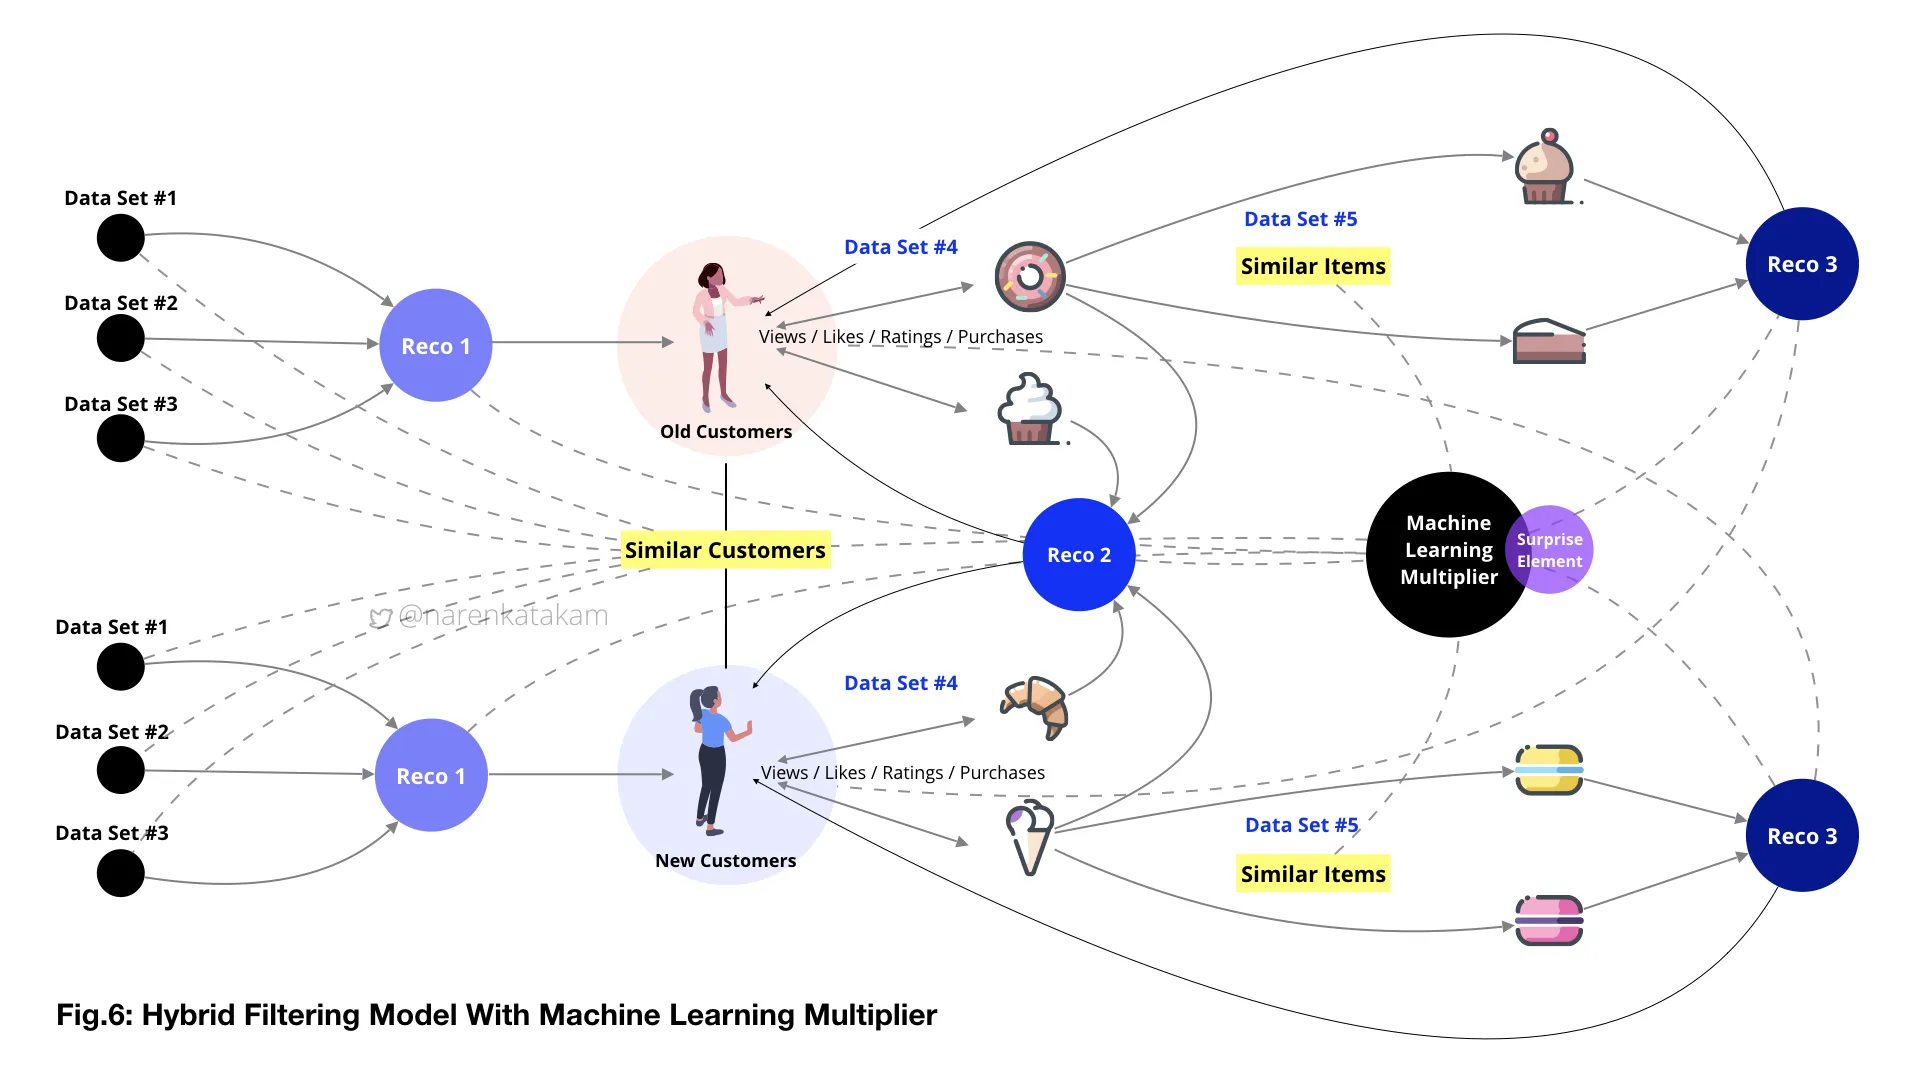 Data Set #1
Data Set #2
Data Set #3
Reco 1
Old Customers
Data Set #4
Views / Likes / Ratings / Purchases
Data Set #5
Similar Items
Reco 3
Similar Customers
Reco 2
Machine
Learning
Multiplier
Surprise
Element
@narenkatakam
Data Set #1
Data Set #2
Data Set #3
Reco 1
New Customers
Data Set #4
Views / Likes / Ratings / Purchases
Data Set #5
Similar Items
Reco 3
Fig.6: Hybrid Filtering Model With Machine Learning Multiplier